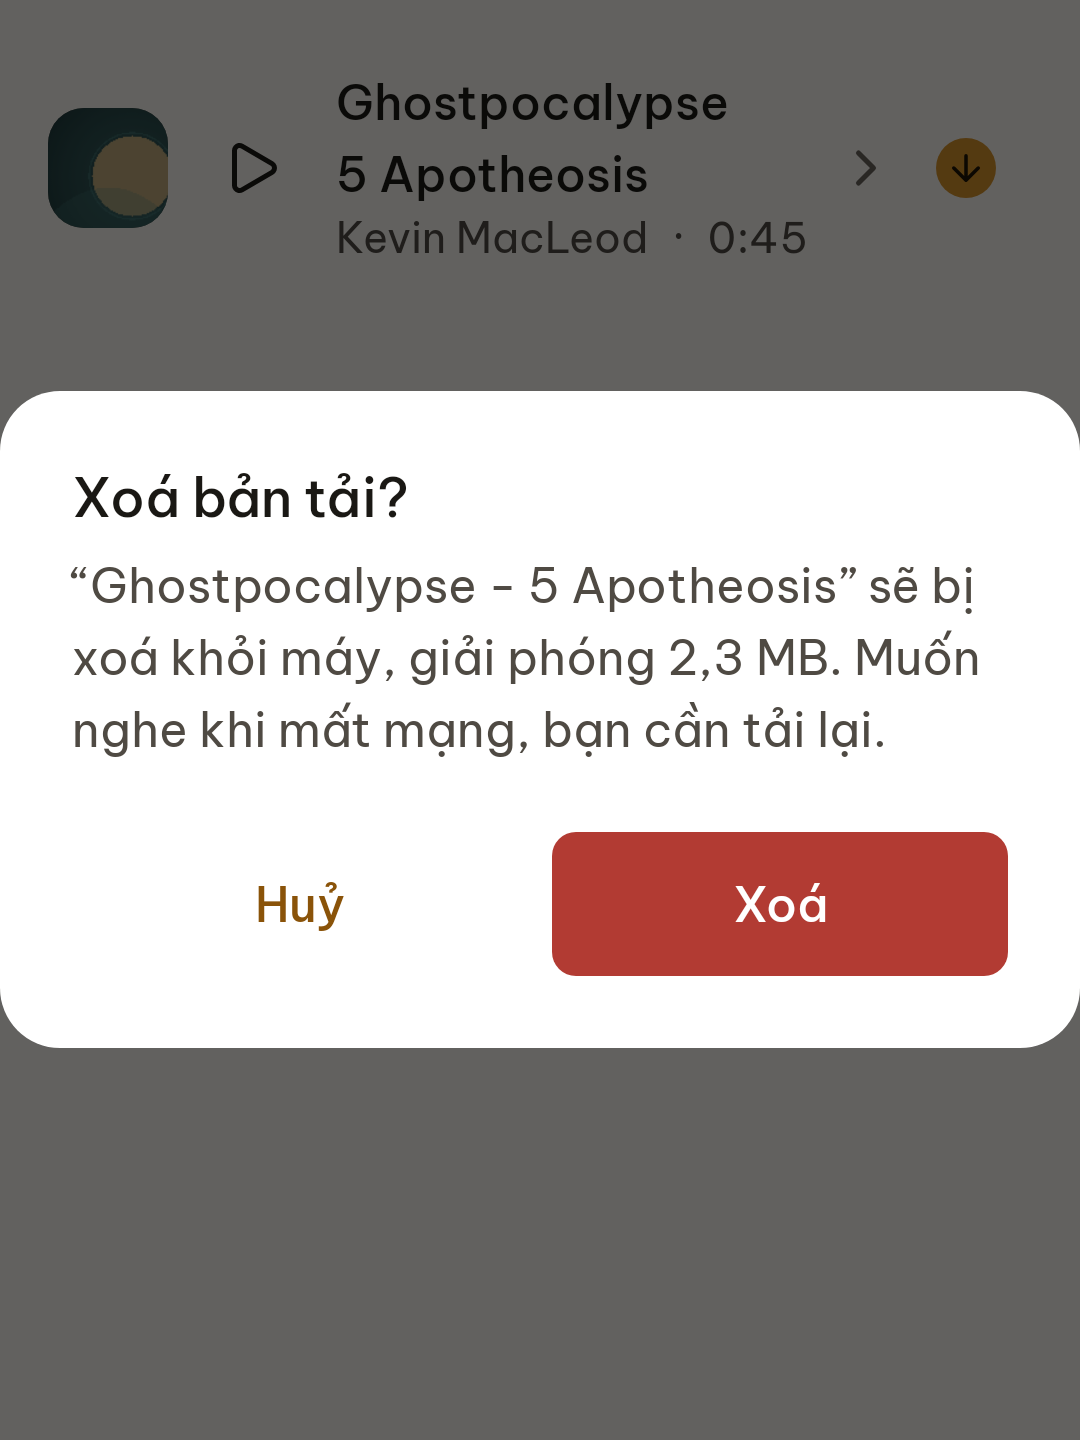 Ghostpocalypse
5 Apotheosis
Kevin MacLeod · 0:45
Xoá bản tải?
“Ghostpocalypse - 5 Apotheosis” sẽ bị
xoá khỏi máy, giải phóng 2,3 MB. Muốn
nghe khi mất mạng, bạn cần tải lại.
Huỷ
Xoá